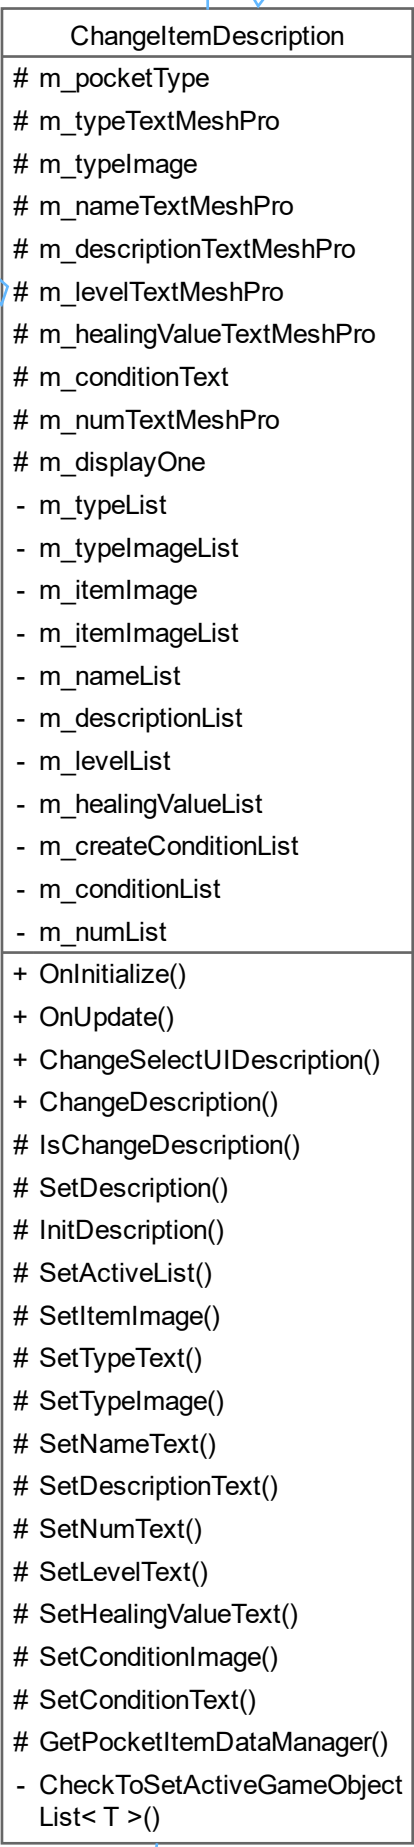 ChangeItemDescription
# m_pocketType
# m_typeTextMeshPro
# m_typeImage
# m_nameTextMeshPro
# m_descriptionTextMeshPro
# m_levelTextMeshPro
# m_healingValueTextMeshPro
# m_conditionText
# m_numTextMeshPro
# m_displayOne
- m_typeList
- m_typeImageList
- m_itemImage
- m_itemImageList
- m_nameList
- m_descriptionList
- m_levelList
- m_healingValueList
- m_createConditionList
- m_conditionList
- m_numList
+ OnInitialize()
+ OnUpdate()
+ ChangeSelectUIDescription()
+ ChangeDescription()
# IsChangeDescription()
# SetDescription()
# InitDescription()
# SetActiveList()
# SetItemImage()
# SetTypeText()
# SetTypeImage()
# SetNameText()
# SetDescriptionText()
# SetNumText()
# SetLevelText()
# SetHealingValueText()
# SetConditionImage()
# SetConditionText()
# GetPocketItemDataManager()
- CheckToSetActiveGameObject
List< T >()